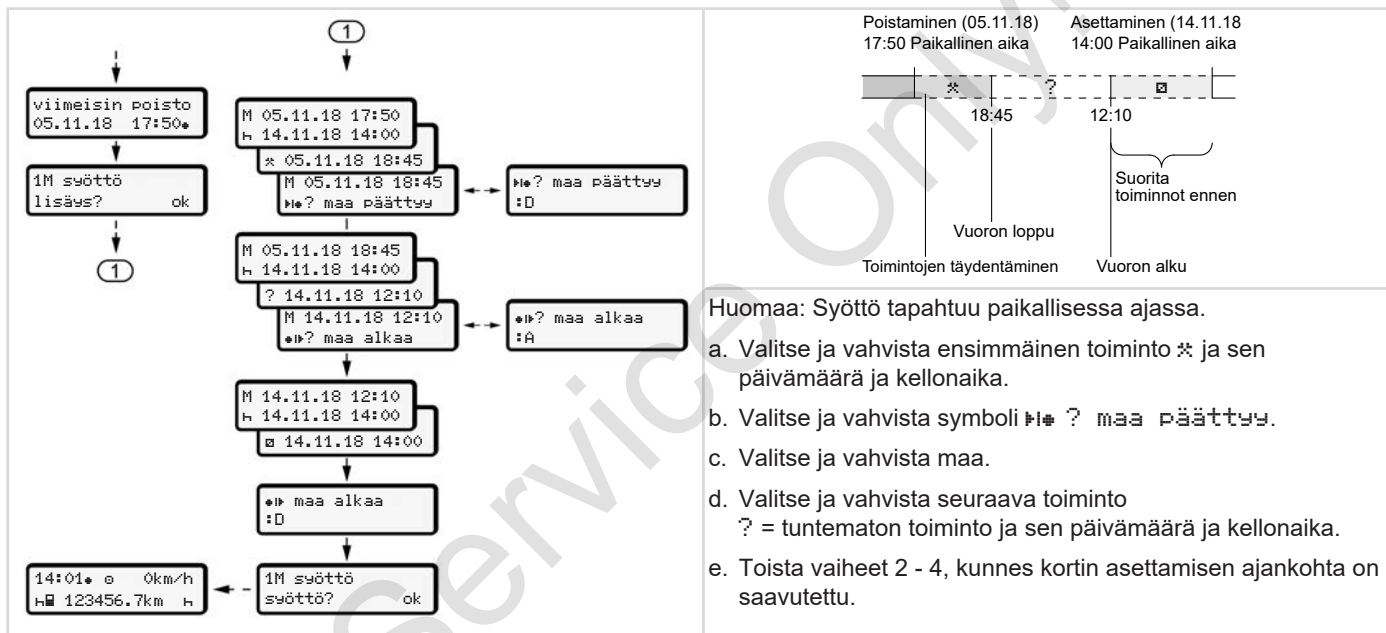 1
viimeisin poisto
05.11.18 17:50
1M syöttö
lisäys? ok
1
M 05.11.18 17:50
h 14.11.18 14:00
05.11.18 18:45
M 05.11.18 18:45
? maa päättyy
? maa päättyy
:D
M 05.11.18 18:45
h 14.11.18 14:00
? 14.11.18 12:10
M 14.11.18 12:10
? maa alkaa
? maa alkaa
:A
M 14.11.18 12:10
h 14.11.18 14:00
14.11.18 14:00
maa alkaa
:D
1M syöttö
syöttö? ok
14:01 0km/h
h 123456.7km h
Poistaminen (05.11.18)
17:50 Paikallinen aika
Asettaminen (14.11.18
14:00 Paikallinen aika
?
18:45
12:10
Suorita
toiminnot ennen
Vuoron loppu
Toimintojen täydentäminen
Vuoron alku
Huomaa: Syöttö tapahtuu paikallisessa ajassa.
a. Valitse ja vahvista ensimmäinen toiminto ja sen
päivämäärä ja kellonaika.
b. Valitse ja vahvista symboli ? maa päättyy.
c. Valitse ja vahvista maa.
d. Valitse ja vahvista seuraava toiminto
? = tuntematon toiminto ja sen päivämäärä ja kellonaika.
e. Toista vaiheet 2 - 4, kunnes kortin asettamisen ajankohta on
saavutettu.
Service Only!